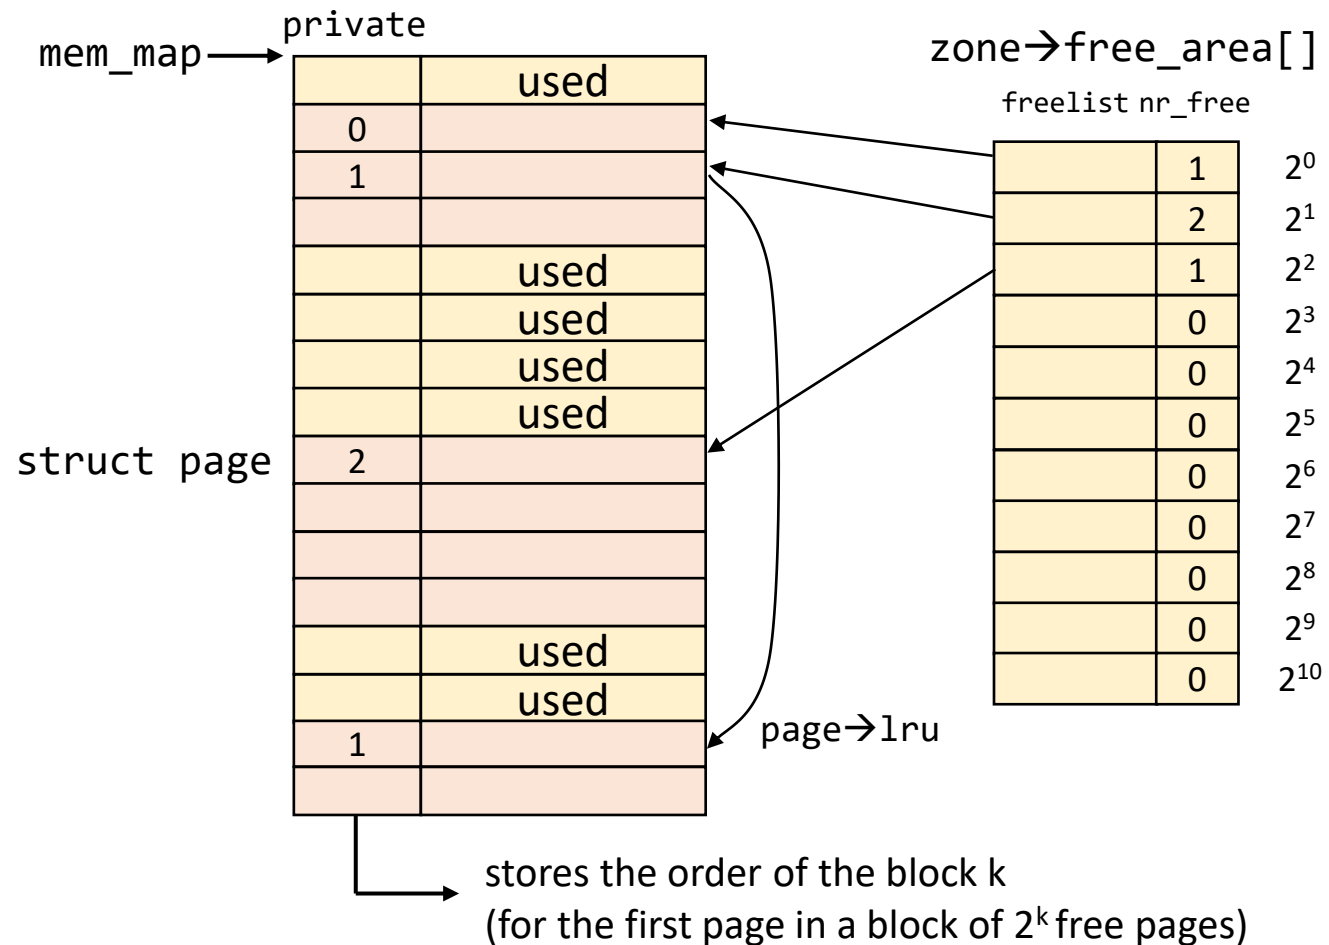 private
mem_map
zone→free_area[]
freelist nr_free
used
0
1
used
used
used
used
struct page 2
used
used
1
page→lru
1 2⁰
2 2¹
1 2²
0 2³
0 2⁴
0 2⁵
0 2⁶
0 2⁷
0 2⁸
0 2⁹
0 2¹⁰
stores the order of the block k
(for the first page in a block of 2ᵏ free pages)